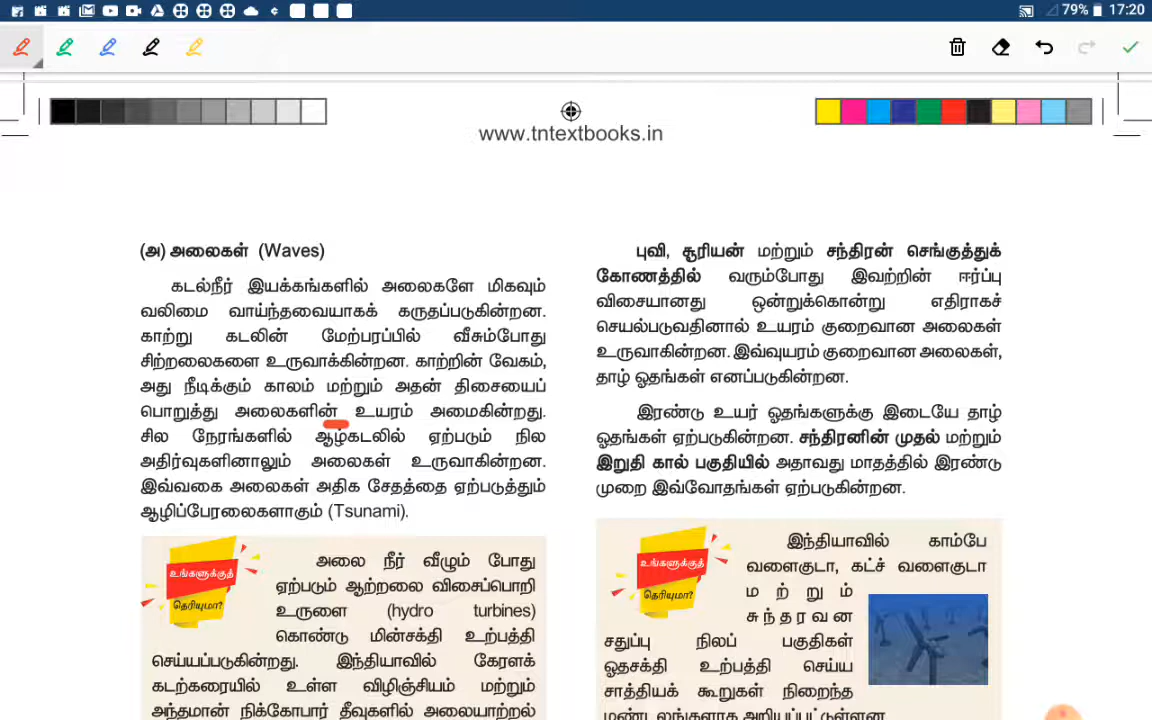 79% 17:20
www.tntextbooks.in
(அ) அலைகள் (Waves)
கடல்நீர் இயக்கங்களில் அலைகளே மிகவும்
வலிமை வாய்ந்தவையாகக் கருதப்படுகின்றன.
காற்று கடலின் மேற்பரப்பில் வீசும்போது
சிற்றலைகளை உருவாக்கின்றன. காற்றின் வேகம்,
அது நீடிக்கும் காலம் மற்றும் அதன் திசையைப்
பொறுத்து அலைகளின் உயரம் அமைகின்றது.
சில நேரங்களில் ஆழ்கடலில் ஏற்படும் நில
அதிர்வுகளினாலும் அலைகள் உருவாகின்றன.
இவ்வகை அலைகள் அதிக சேதத்தை ஏற்படுத்தும்
ஆழிப்பேரலைகளாகும் (Tsunami).
உங்களுக்குத்
தெரியுமா?
அலை நீர் வீழும் போது
ஏற்படும் ஆற்றலை விசைப்பொறி
உருளை (hydro turbines)
கொண்டு மின்சக்தி உற்பத்தி
செய்யப்படுகின்றது. இந்தியாவில் கேரளக்
கடற்கரையில் உள்ள விழிஞ்சியம் மற்றும்
அந்தமான் நிக்கோபார் தீவுகளில் அலையாற்றல்
புவி, சூரியன் மற்றும் சந்திரன் செங்குத்துக்
கோணத்தில் வரும்போது இவற்றின் ஈர்ப்பு
விசையானது ஒன்றுக்கொன்று எதிராகச்
செயல்படுவதினால் உயரம் குறைவான அலைகள்
உருவாகின்றன. இவ்வுயரம் குறைவான அலைகள்,
தாழ் ஓதங்கள் எனப்படுகின்றன.
இரண்டு உயர் ஓதங்களுக்கு இடையே தாழ்
ஓதங்கள் ஏற்படுகின்றன. சந்திரனின் முதல் மற்றும்
இறுதி கால் பகுதியில் அதாவது மாதத்தில் இரண்டு
முறை இவ்வோதங்கள் ஏற்படுகின்றன.
உங்களுக்குத்
தெரியுமா?
இந்தியாவில் காம்பே
வளைகுடா, கட்ச் வளைகுடா
ம ற் று ம்
சு ந் த ர வ ன
சதுப்பு நிலப் பகுதிகள்
ஓதசக்தி உற்பத்தி செய்ய
சாத்தியக் கூறுகள் நிறைந்த
மண்டலங்களாக அறியப்பட்டுள்ளன